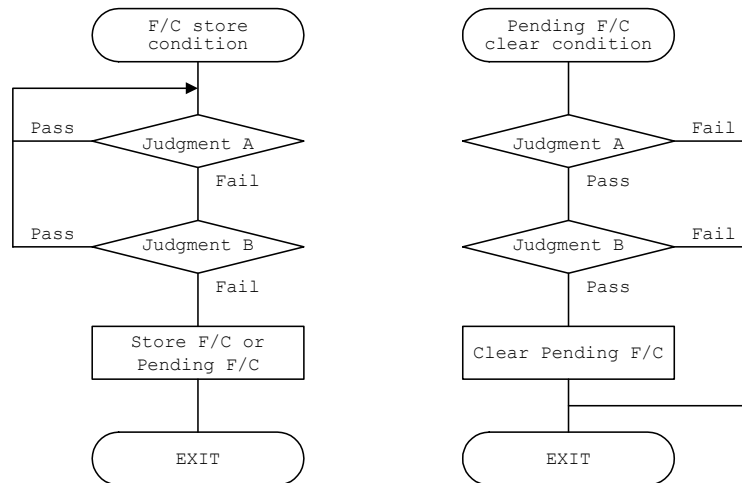 F/C store
condition
Pass
Judgment A
Fail
Pass
Judgment B
Fail
Store F/C or
Pending F/C
EXIT
Pending F/C
clear condition
Judgment A
Fail
Pass
Judgment B
Fail
Pass
Clear Pending F/C
EXIT